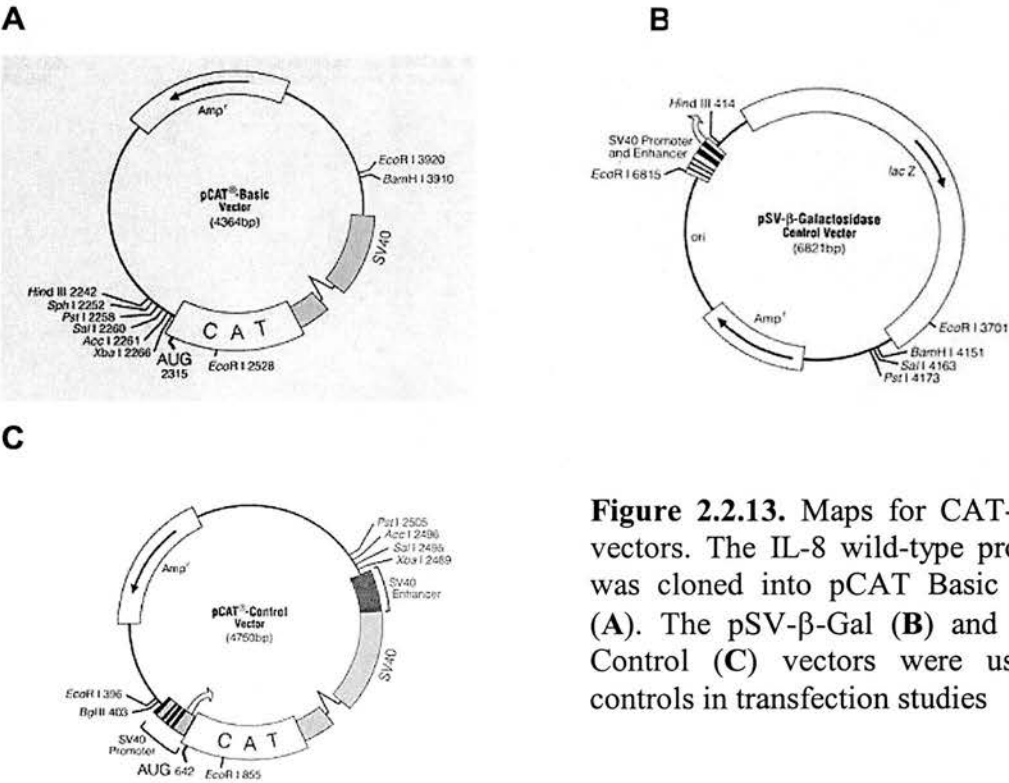 A
Amp^r
EcoR I 3920
BamH I 3910
pCAT®-Basic
Vector
(4364bp)
SV40
Hind III 2242
Sph I 2252
Pst I 2258
Sal I 2260
Acc I 2261
Xba I 2266
AUG
2315
CAT
EcoR I 2528
B
Hind III 414
SV40 Promoter
and Enhancer
EcoR I 6815
lac Z
pSV-β-Galactosidase
Control Vector
(6821bp)
ori
Amp^r
EcoR I 3701
BamH I 4151
Sal I 4163
Pst I 4173
C
Pst I 2505
Acc I 2496
Sal I 2495
Xba I 2489
SV40
Enhancer
Amp^r
pCAT®-Control
Vector
(4750bp)
SV40
EcoR I 396
Bgl II 403
SV40
Promoter
AUG 642
CAT
EcoR I 855
Figure 2.2.13. Maps for CAT-
vectors. The IL-8 wild-type pro
was cloned into pCAT Basic
(A). The pSV-β-Gal (B) and
Control (C) vectors were us
controls in transfection studies